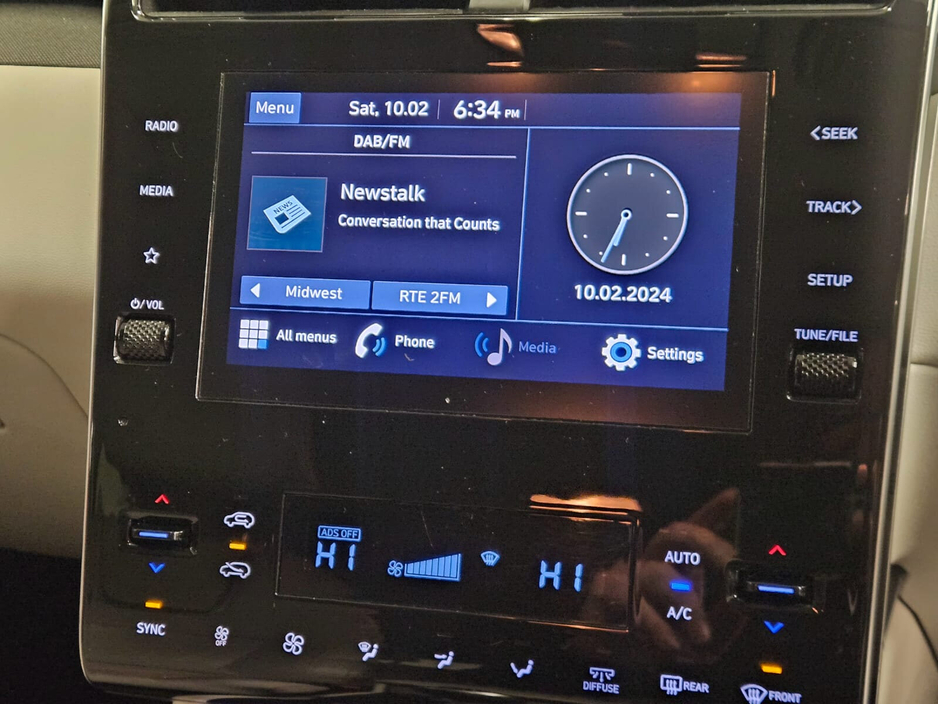 Menu
Sat, 10.02
6:34 PM
RADIO
<SEEK
DAB/FM
NEWS
Newstalk
Conversation that Counts
MEDIA
TRACK>
SETUP
10.02.2024
Midwest
RTE 2FM
/VOL
TUNE/FILE
All menus
Phone
Media
Settings
ADS OFF
HI
HI
AUTO
A/C
SYNC
OFF
DIFFUSE
REAR
FRONT